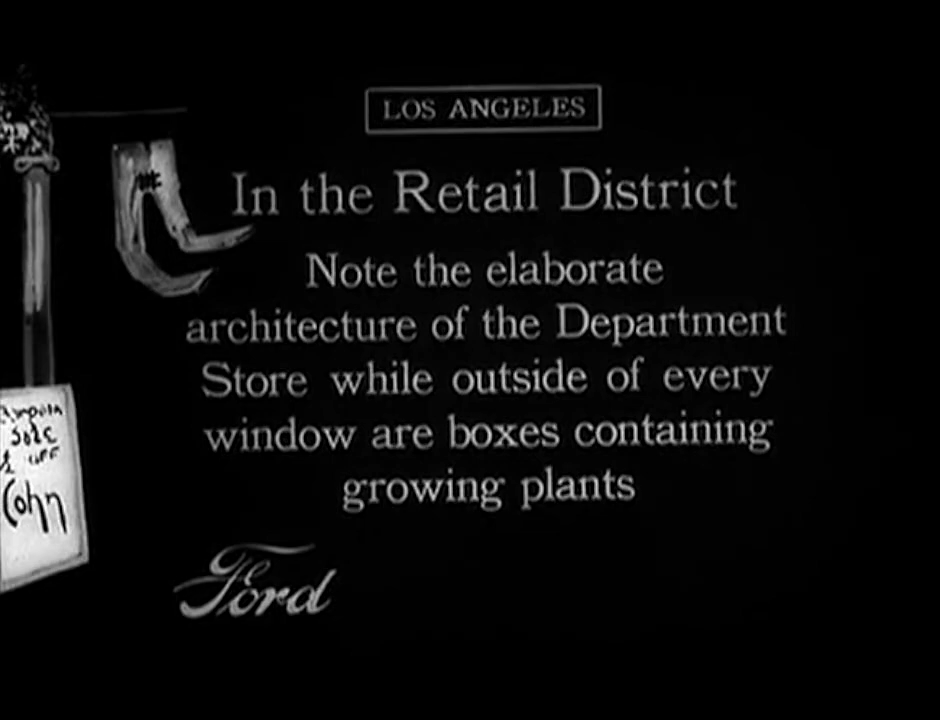 LOS ANGELES
In the Retail District
Note the elaborate
architecture of the Department
Store while outside of every
window are boxes containing
growing plants
Cohn
Ford